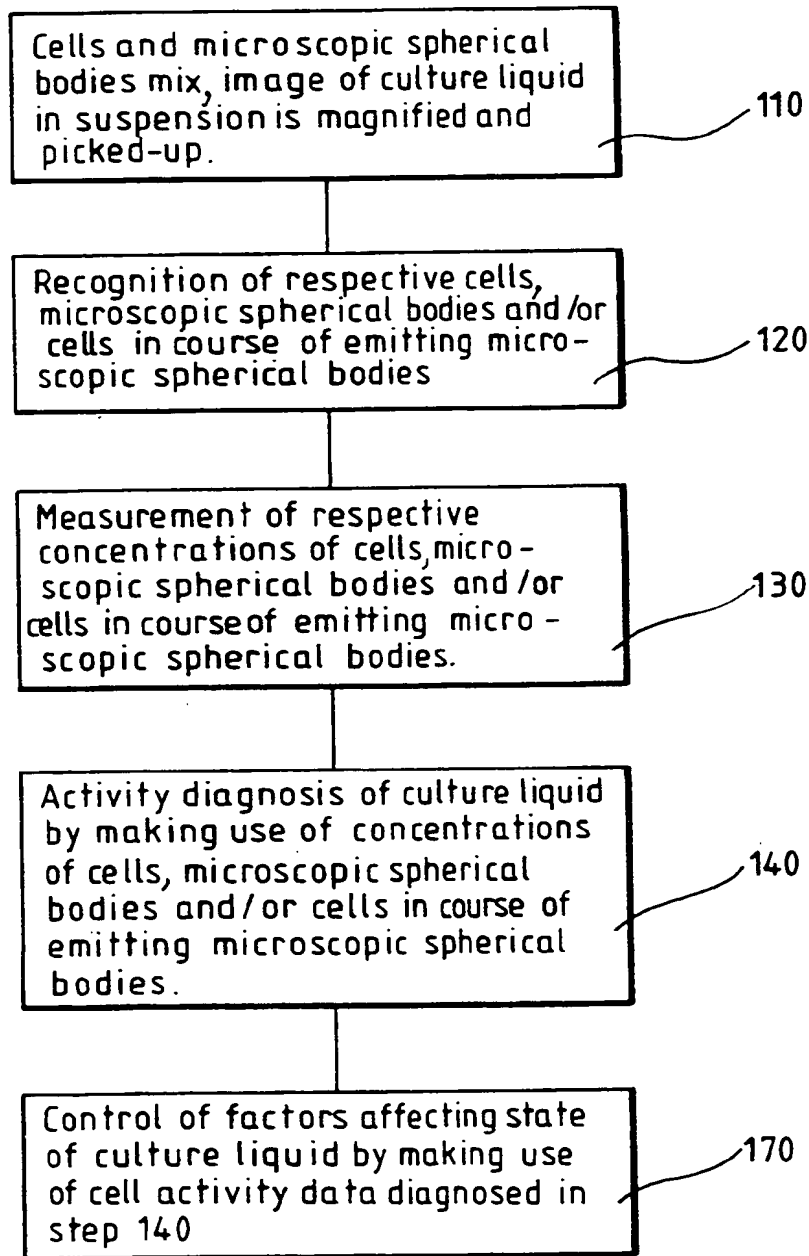 Cells and microscopic spherical
bodies mix, image of culture liquid
in suspension is magnified and
picked-up.
110
Recognition of respective cells,
microscopic spherical bodies and/or
cells in course of emitting micro-
scopic spherical bodies
120
Measurement of respective
concentrations of cells, micro-
scopic spherical bodies and/or
cells in course of emitting micro-
scopic spherical bodies.
130
Activity diagnosis of culture liquid
by making use of concentrations
of cells, microscopic spherical
bodies and/or cells in course of
emitting microscopic spherical
bodies.
140
Control of factors affecting state
of culture liquid by making use
of cell activity data diagnosed in
step 140
170